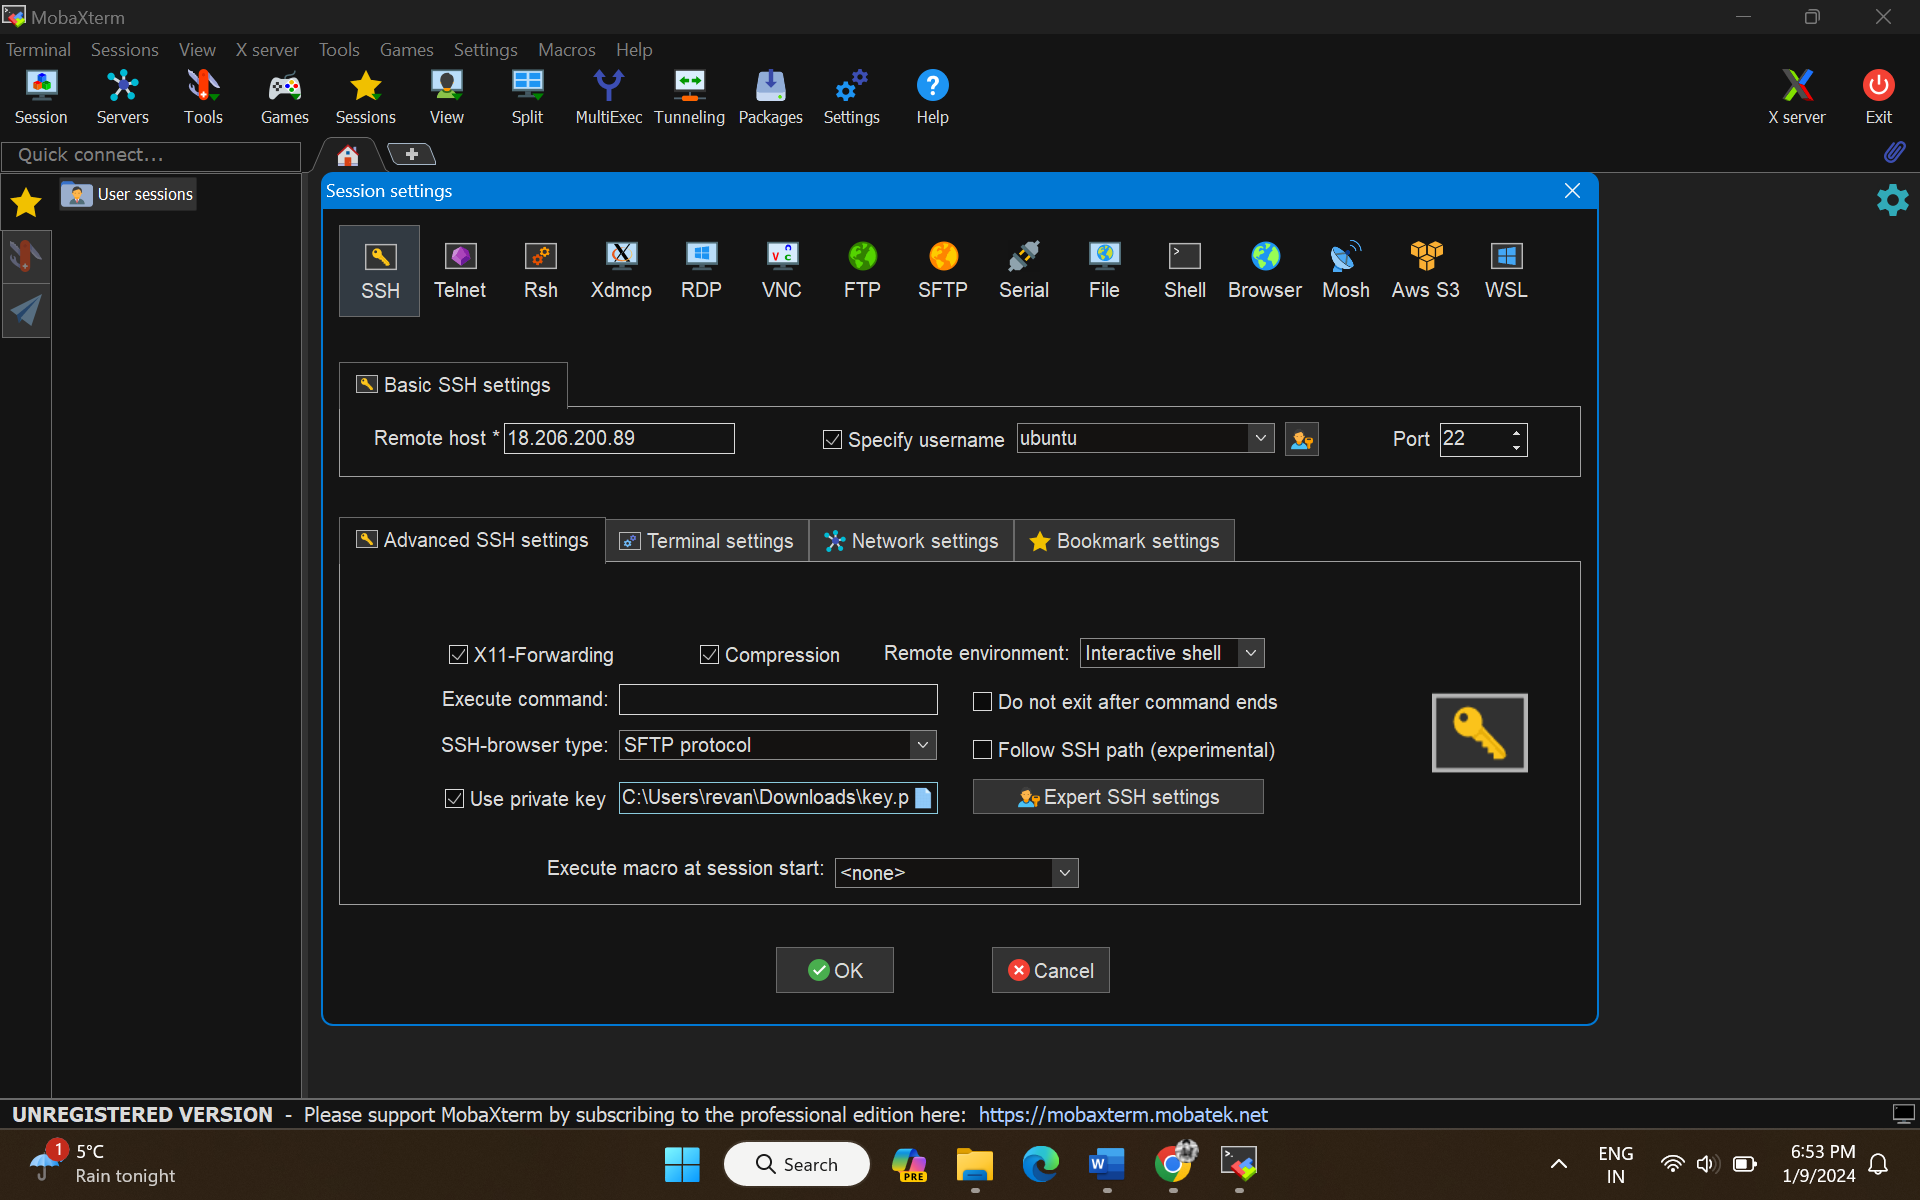 MobaXterm
Terminal Sessions View X server Tools Games Settings Macros Help
Session Servers Tools Games Sessions View Split MultiExec Tunneling Packages Settings Help X server Exit
Quick connect...
User sessions
Session settings
SSH Telnet Rsh Xdmcp RDP VNC FTP SFTP Serial File Shell Browser Mosh Aws S3 WSL
Basic SSH settings
Remote host * 18.206.200.89 Specify username ubuntu Port 22
Advanced SSH settings Terminal settings Network settings Bookmark settings
X11-Forwarding Compression Remote environment: Interactive shell
Execute command: Do not exit after command ends
SSH-browser type: SFTP protocol Follow SSH path (experimental)
Use private key C:\Users\revan\Downloads\key.p Expert SSH settings
Execute macro at session start: <none>
OK Cancel
UNREGISTERED VERSION - Please support MobaXterm by subscribing to the professional edition here: https://mobaxterm.mobatek.net
1 5°C
Rain tonight
Search
PRE
ENG
IN
6:53 PM
1/9/2024